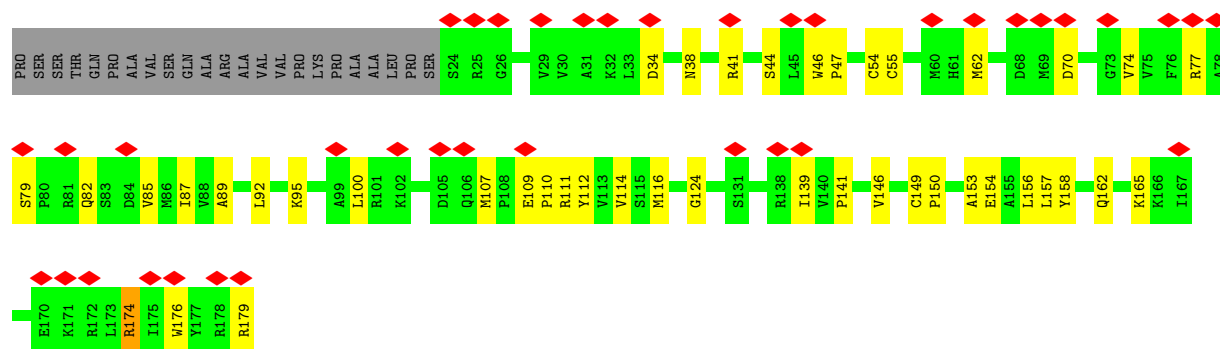 PRO SER SER THR GLN PRO ALA VAL SER GLN ALA ARG ALA VAL VAL PRO LYS PRO ALA ALA LEU PRO SER S24 R25 G26 V29 V30 A31 K32 L33 D34 N38 R41 S44 L45 W46 P47 C54 C55 M60 H61 M62 D68 M69 D70 G73 V74 V75 F76 R77 A78
S79 P80 R81 Q82 S83 D84 V85 M86 I87 V88 A89 L92 K95 A99 L100 R101 K102 D105 Q106 M107 P108 E109 P110 R111 Y112 V113 V114 S115 M116 G124 S131 R138 I139 V140 P141 V146 C149 P150 A153 E154 A155 L156 L157 Y158 Q162 K165 K166 I167
E170 K171 R172 L173 R174 I175 W176 Y177 R178 R179